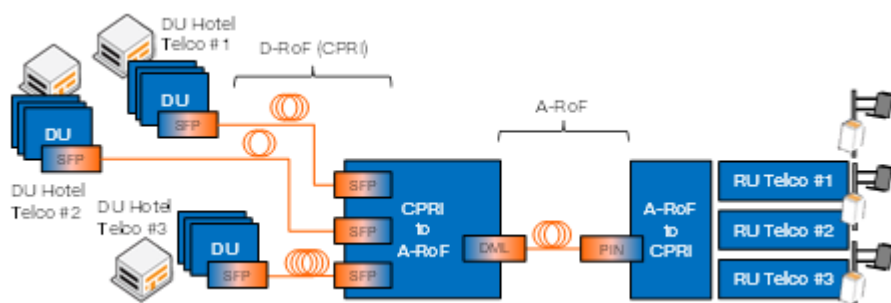 DU Hotel
Telco #1
DU
SFP
D-RoF (CPRI)
A-RoF
DU
SFP
DU Hotel
Telco #2
DU Hotel
Telco #3
DU
SFP
SFP
SFP
SFP
CPRI
to
A-RoF
DML
PIN
A-RoF
to
CPRI
RU Telco #1
RU Telco #2
RU Telco #3